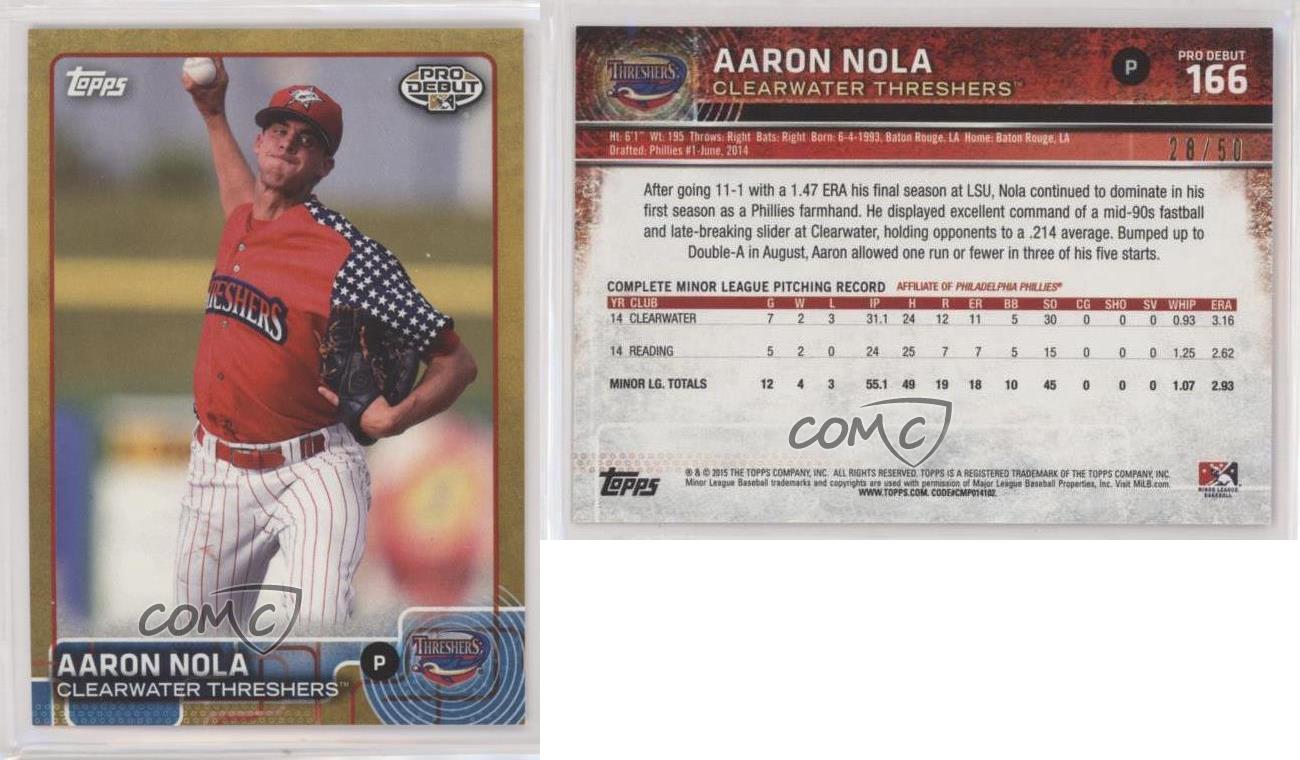 topps
PRO
DEBUT
THRESHERS
COMC
AARON NOLA
P
THRESHERS
CLEARWATER THRESHERS™
THRESHERS
AARON NOLA
CLEARWATER THRESHERS™
P
PRO DEBUT
166
Ht: 6'1" Wt: 195 Throws: Right Bats: Right Born: 6-4-1993, Baton Rouge, LA Home: Baton Rouge, LA
Drafted: Phillies #1-June, 2014
28/50
After going 11-1 with a 1.47 ERA his final season at LSU, Nola continued to dominate in his
first season as a Phillies farmhand. He displayed excellent command of a mid-90s fastball
and late-breaking slider at Clearwater, holding opponents to a .214 average. Bumped up to
Double-A in August, Aaron allowed one run or fewer in three of his five starts.
COMPLETE MINOR LEAGUE PITCHING RECORD AFFILIATE OF PHILADELPHIA PHILLIES®
YR CLUB G W L IP H R ER BB SO CG SHO SV WHIP ERA
14 CLEARWATER 7 2 3 31.1 24 12 11 5 30 0 0 0 0.93 3.16
14 READING 5 2 0 24 25 7 7 5 15 0 0 0 1.25 2.62
MINOR LG. TOTALS 12 4 3 55.1 49 19 18 10 45 0 0 0 1.07 2.93
COMC
topps
® & © 2015 THE TOPPS COMPANY, INC. ALL RIGHTS RESERVED. TOPPS IS A REGISTERED TRADEMARK OF THE TOPPS COMPANY, INC.
Minor League Baseball trademarks and copyrights are used with permission of Major League Baseball Properties, Inc. Visit MiLB.com.
WWW.TOPPS.COM. CODE#CMP014102
MINOR LEAGUE
BASEBALL